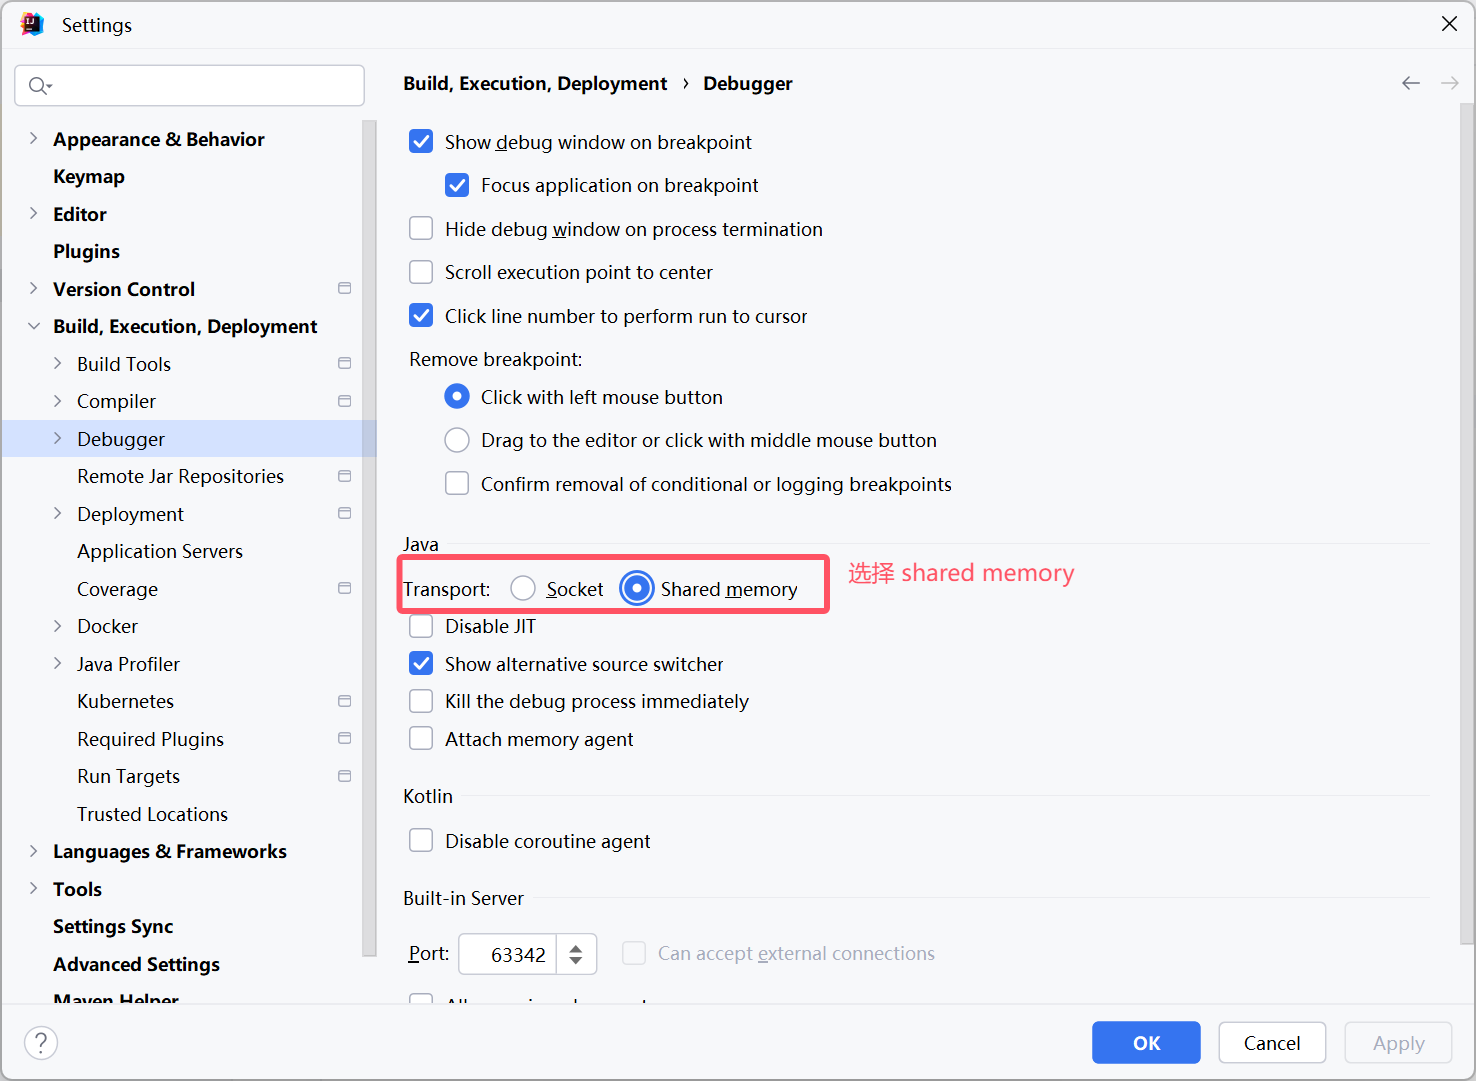 Settings
Appearance & Behavior
Keymap
Editor
Plugins
Version Control
Build, Execution, Deployment
Build Tools
Compiler
Debugger
Remote Jar Repositories
Deployment
Application Servers
Coverage
Docker
Java Profiler
Kubernetes
Required Plugins
Run Targets
Trusted Locations
Languages & Frameworks
Tools
Settings Sync
Advanced Settings
Maven Helper
Build, Execution, Deployment › Debugger
Show debug window on breakpoint
Focus application on breakpoint
Hide debug window on process termination
Scroll execution point to center
Click line number to perform run to cursor
Remove breakpoint:
Click with left mouse button
Drag to the editor or click with middle mouse button
Confirm removal of conditional or logging breakpoints
Java
Transport: Socket Shared memory
选择 shared memory
Disable JIT
Show alternative source switcher
Kill the debug process immediately
Attach memory agent
Kotlin
Disable coroutine agent
Built-in Server
Port: 63342 Can accept external connections
? OK Cancel Apply